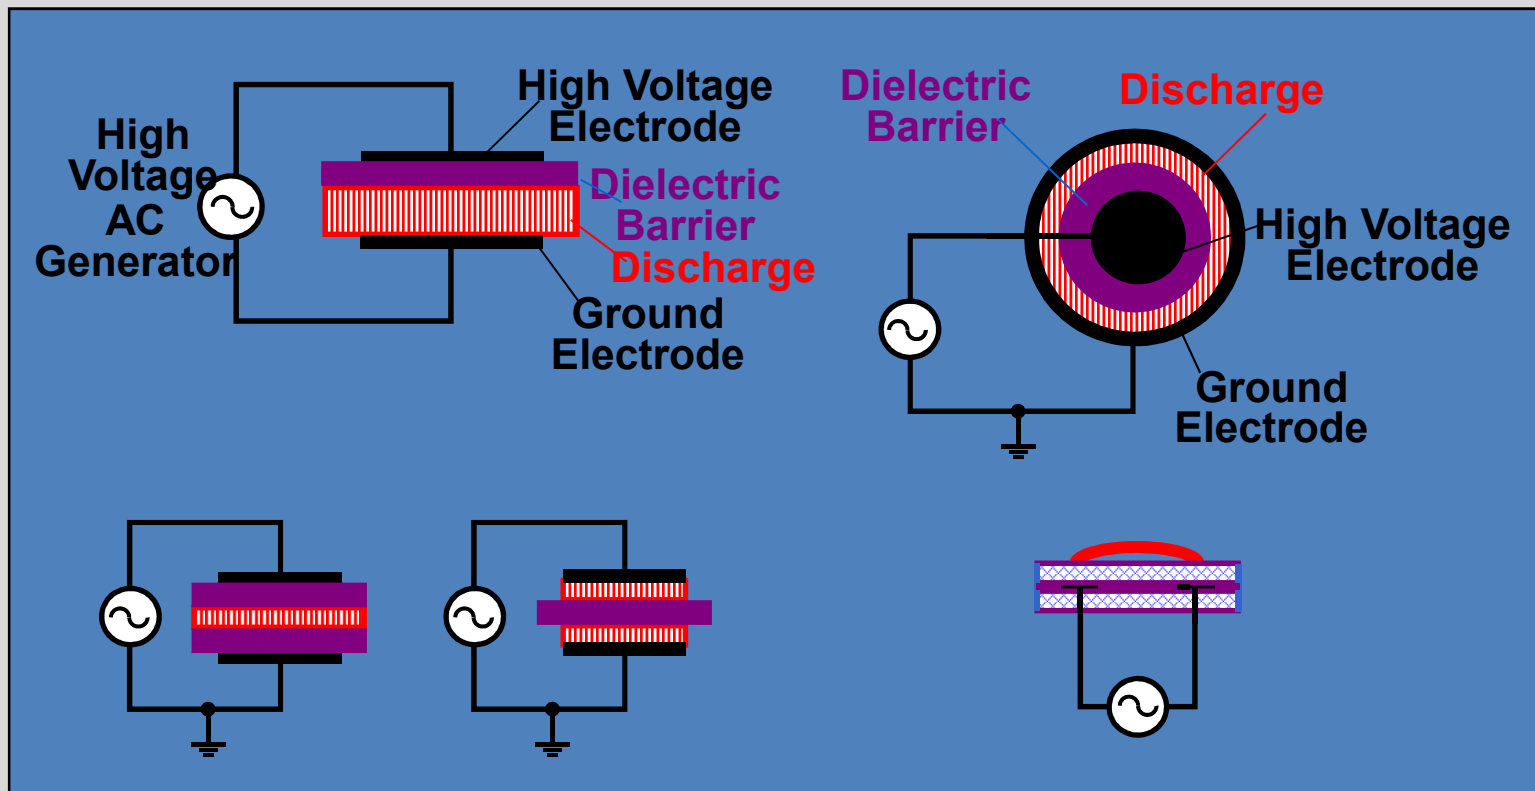 High
Voltage
AC
Generator
High Voltage
Electrode
Dielectric
Barrier
Discharge
Ground
Electrode
Dielectric
Barrier
Discharge
High Voltage
Electrode
Ground
Electrode